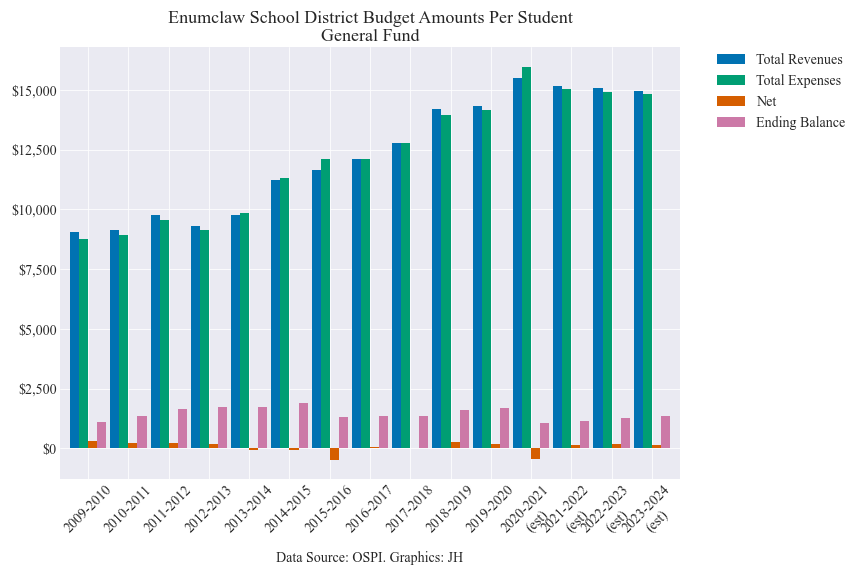 Enumclaw School District Budget Amounts Per Student
General Fund
Total Revenues
Total Expenses
Net
Ending Balance
$15,000
$12,500
$10,000
$7,500
$5,000
$2,500
$0
2009-2010
2010-2011
2011-2012
2012-2013
2013-2014
2014-2015
2015-2016
2016-2017
2017-2018
2018-2019
2019-2020
2020-2021
(est)
2021-2022
(est)
2022-2023
(est)
2023-2024
(est)
Data Source: OSPI. Graphics: JH